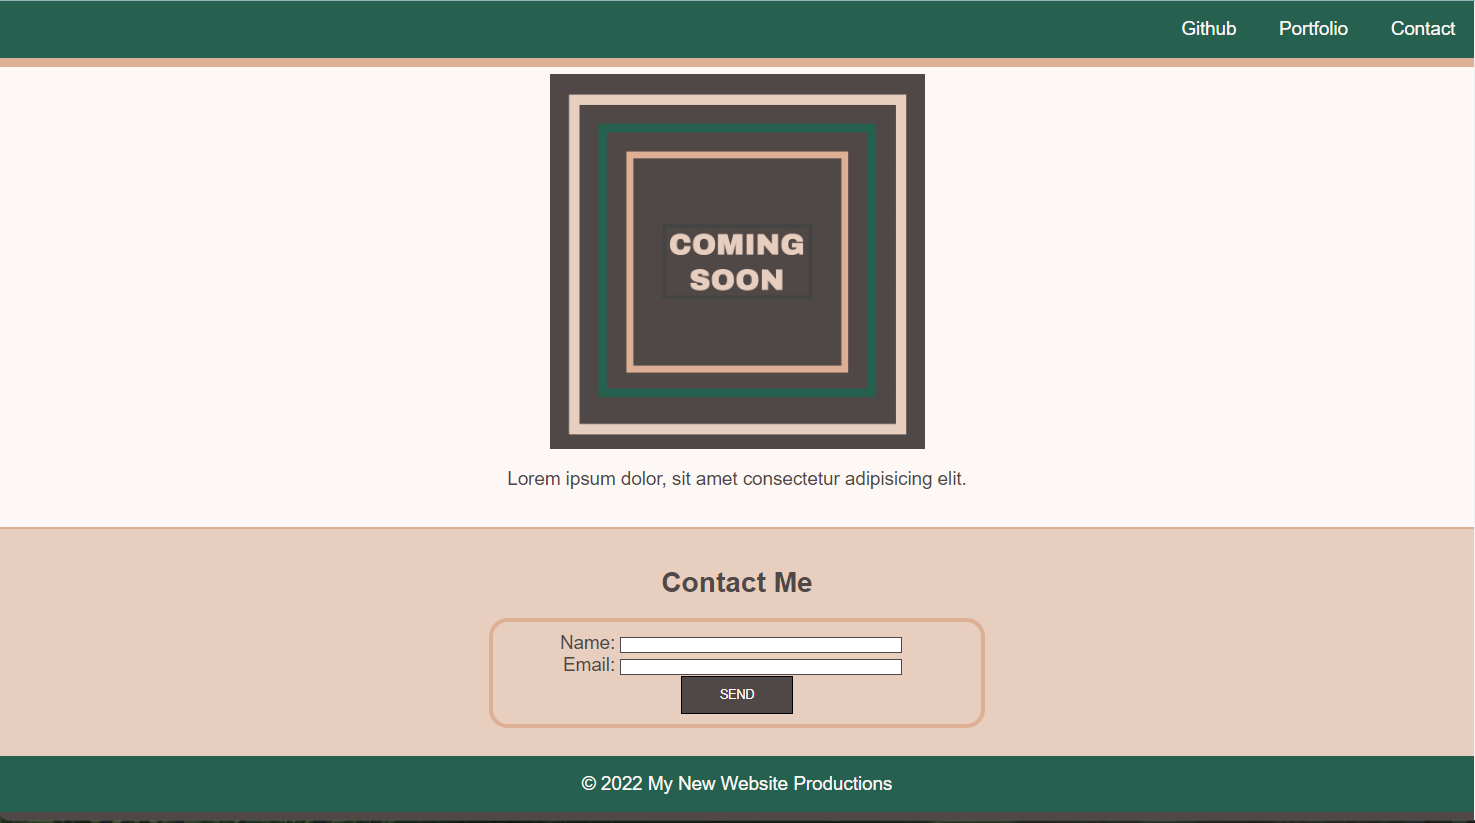 Github Portfolio Contact
COMING
SOON
Lorem ipsum dolor, sit amet consectetur adipisicing elit.
Contact Me
Name:
Email:
SEND
© 2022 My New Website Productions